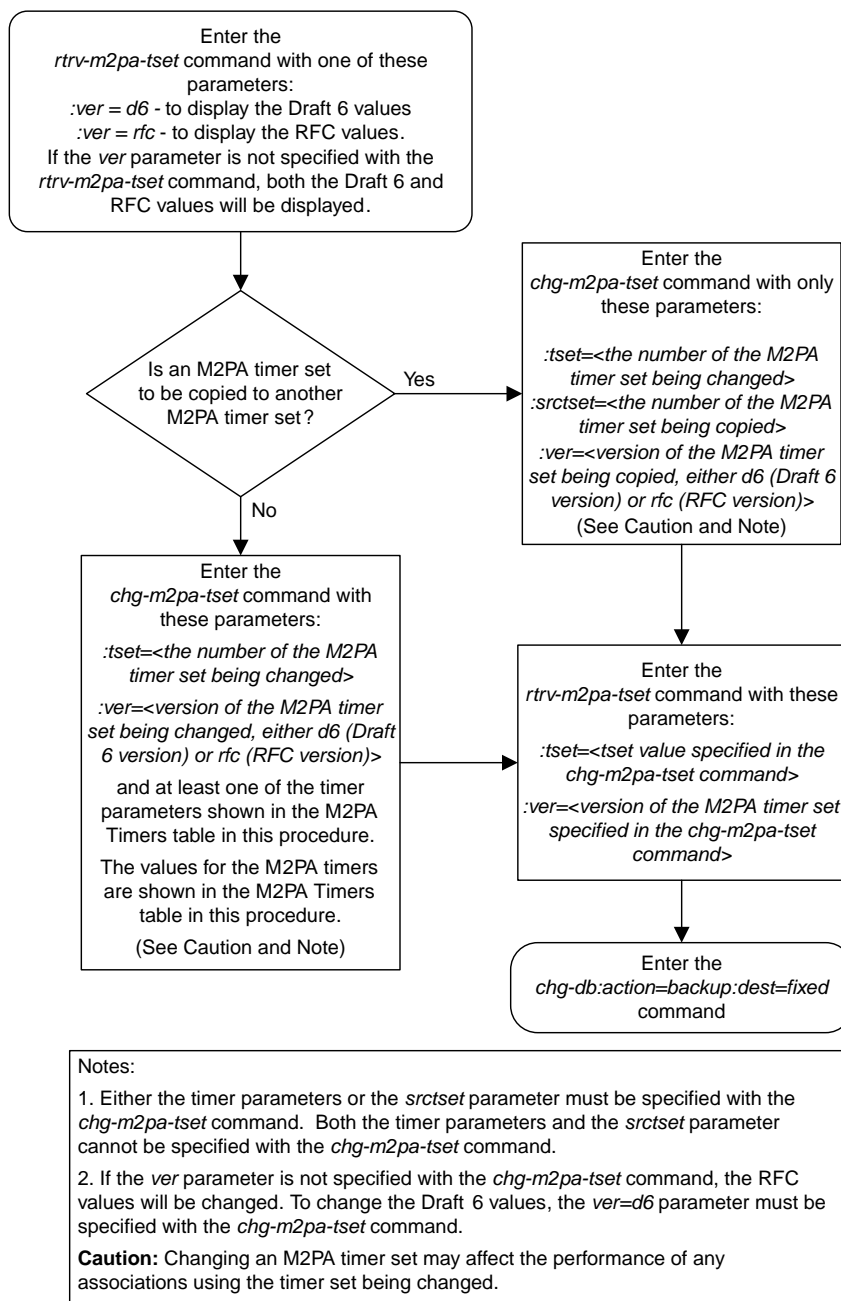 Enter the
rtrv-m2pa-tset command with one of these
parameters:
:ver = d6 - to display the Draft 6 values
:ver = rfc - to display the RFC values.
If the ver parameter is not specified with the
rtrv-m2pa-tset command, both the Draft 6 and
RFC values will be displayed.
Is an M2PA timer set
to be copied to another
M2PA timer set?
Yes
No
Enter the
chg-m2pa-tset command with only
these parameters:
:tset=<the number of the M2PA
timer set being changed>
:srctset=<the number of the M2PA
timer set being copied>
:ver=<version of the M2PA timer
set being copied, either d6 (Draft 6
version) or rfc (RFC version)>
(See Caution and Note)
Enter the
chg-m2pa-tset command with
these parameters:
:tset=<the number of the M2PA
timer set being changed>
:ver=<version of the M2PA timer
set being changed, either d6 (Draft
6 version) or rfc (RFC version)>
and at least one of the timer
parameters shown in the M2PA
Timers table in this procedure.
The values for the M2PA timers
are shown in the M2PA Timers
table in this procedure.
(See Caution and Note)
Enter the
rtrv-m2pa-tset command with these
parameters:
:tset=<tset value specified in the
chg-m2pa-tset command>
:ver=<version of the M2PA timer set
specified in the chg-m2pa-tset
command>
Enter the
chg-db:action=backup:dest=fixed
command
Notes:
1. Either the timer parameters or the srctset parameter must be specified with the
chg-m2pa-tset command. Both the timer parameters and the srctset parameter
cannot be specified with the chg-m2pa-tset command.
2. If the ver parameter is not specified with the chg-m2pa-tset command, the RFC
values will be changed. To change the Draft 6 values, the ver=d6 parameter must be
specified with the chg-m2pa-tset command.
Caution: Changing an M2PA timer set may affect the performance of any
associations using the timer set being changed.